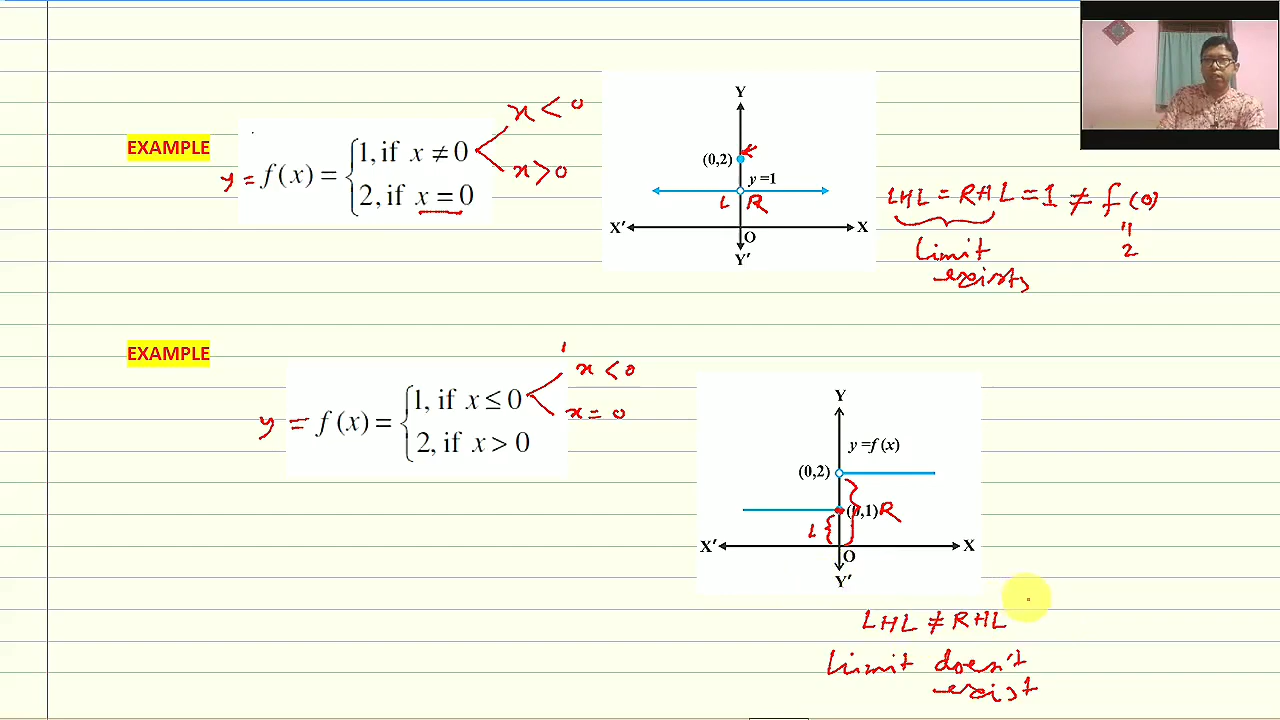 EXAMPLE
y = f(x) = {1, if x ≠ 0
2, if x = 0
x < 0
x > 0
Y
(0,2)
y = 1
L R
X′ O X
Y′
LHL = RHL = 1 ≠ f(0)
"
2
Limit
exists
EXAMPLE
y = f(x) = {1, if x ≤ 0
2, if x > 0
x < 0
x = 0
Y
y = f(x)
(0,2)
(0,1) R
L
X′ O X
Y′
LHL ≠ RHL
Limit doesn't
exist